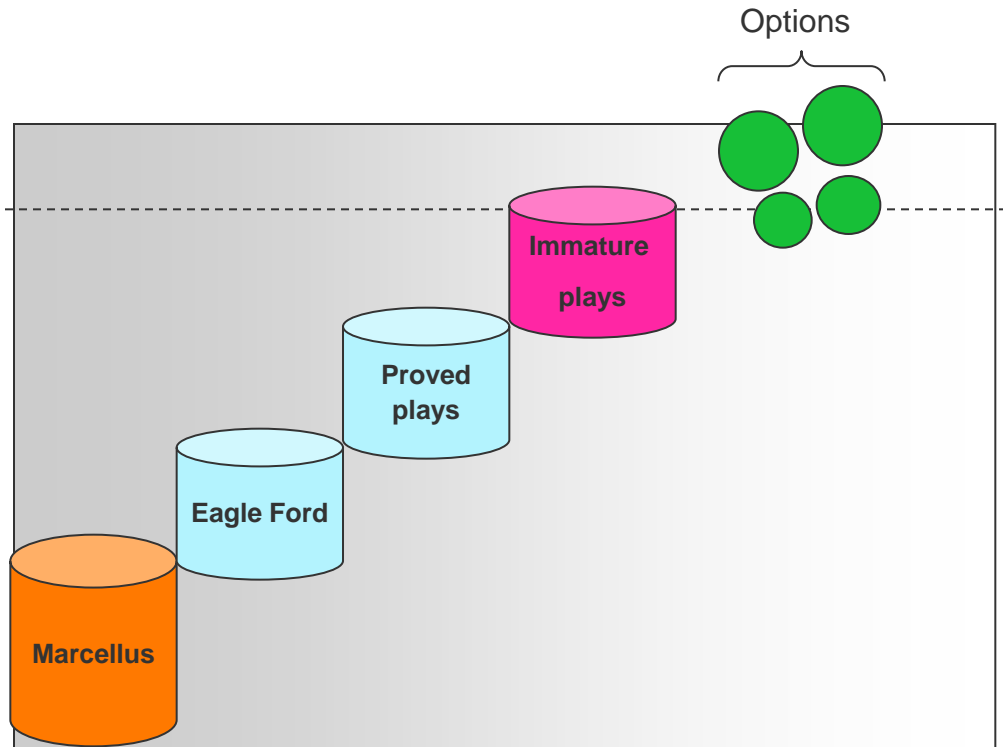 Options
Immature
plays
Proved
plays
Eagle Ford
Marcellus